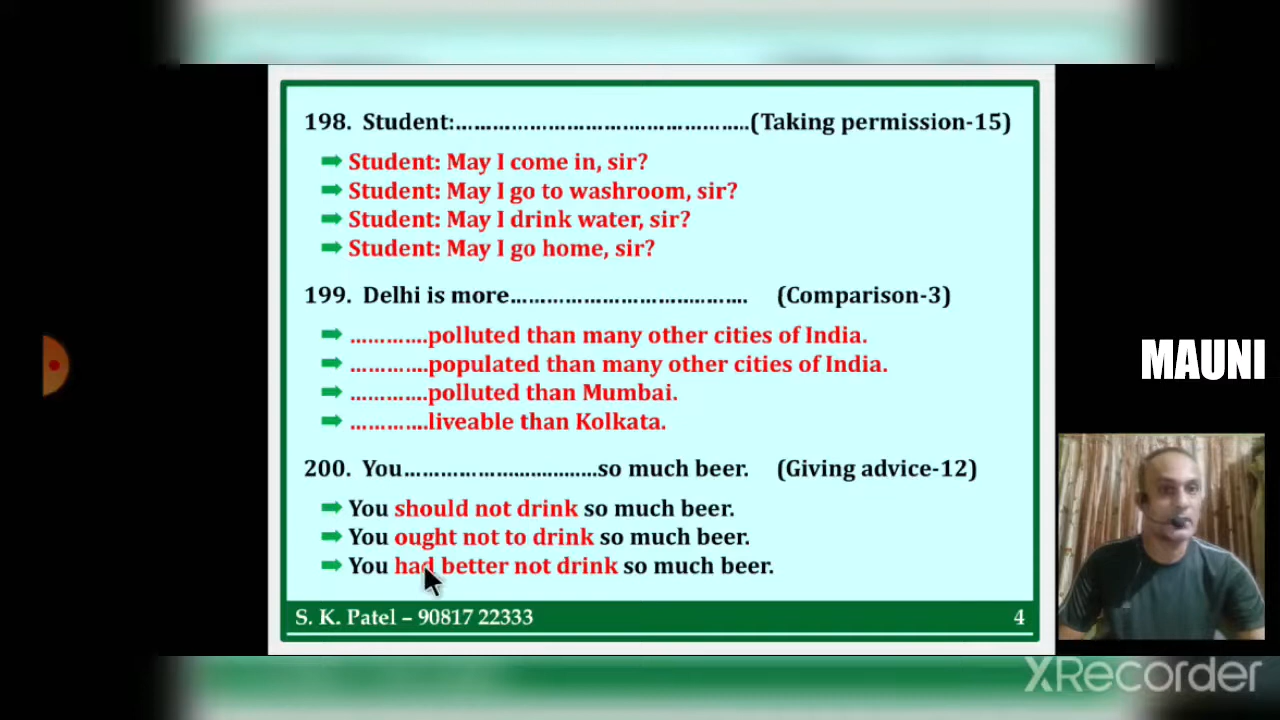 198. Student:……………………………………………..(Taking permission-15)
➡ Student: May I come in, sir?
➡ Student: May I go to washroom, sir?
➡ Student: May I drink water, sir?
➡ Student: May I go home, sir?
199. Delhi is more…………………………………… (Comparison-3)
➡ ………….polluted than many other cities of India.
➡ ………….populated than many other cities of India.
➡ ………….polluted than Mumbai.
➡ ………….liveable than Kolkata.
200. You……………………………so much beer. (Giving advice-12)
➡ You should not drink so much beer.
➡ You ought not to drink so much beer.
➡ You had better not drink so much beer.
S. K. Patel – 90817 22333 4
MAUNI
XRecorder